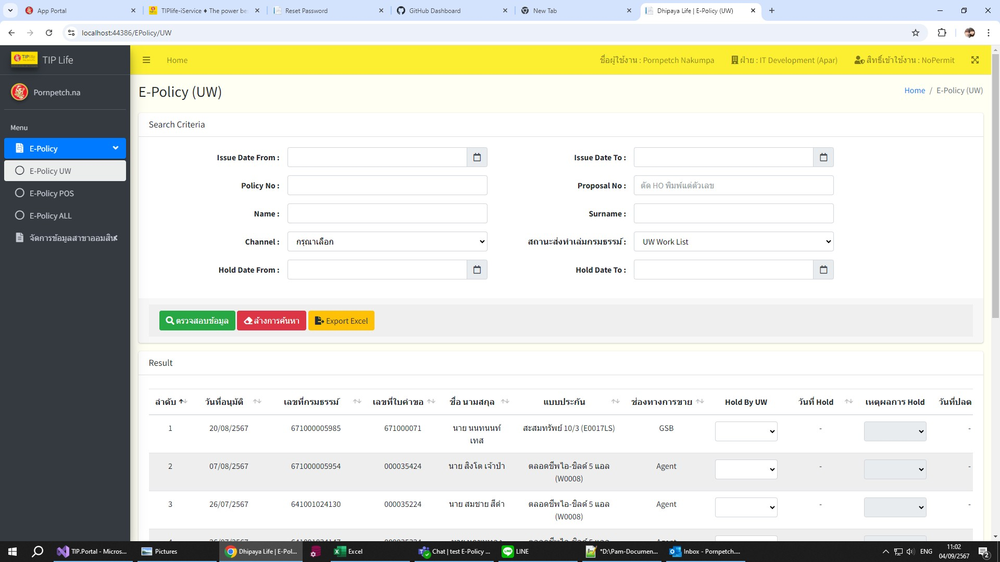 App Portal
TIPlife-iService ♦ The power be
Reset Password
GitHub Dashboard
New Tab
Dhipaya Life | E-Policy (UW)
localhost:44386/EPolicy/UW
TIP Life
Home
ชื่อผู้ใช้งาน : Pornpetch Nakumpa
ฝ่าย : IT Development (Apar)
สิทธิ์เข้าใช้งาน : NoPermit
Pornpetch.na
E-Policy (UW)
Home / E-Policy (UW)
Menu
E-Policy
E-Policy UW
E-Policy POS
E-Policy ALL
จัดการข้อมูลสาขาออมสิน
Search Criteria
Issue Date From :
Issue Date To :
Policy No :
Proposal No : ตัด HO พิมพ์แต่ตัวเลข
Name :
Surname :
Channel : กรุณาเลือก
สถานะส่งทำเล่มกรมธรรม์ : UW Work List
Hold Date From :
Hold Date To :
ตรวจสอบข้อมูล
ล้างการค้นหา
Export Excel
Result
ลำดับ วันที่อนุมัติ เลขที่กรมธรรม์ เลขที่ใบคำขอ ชื่อ นามสกุล แบบประกัน ช่องทางการขาย Hold By UW วันที่ Hold เหตุผลการ Hold วันที่ปลด
1 20/08/2567 671000005985 671000071 นาย นนทนนท์ สะสมทรัพย์ 10/3 (E0017LS) GSB - -
เทส
2 07/08/2567 671000005954 000035424 นาย สิงโต เจ้าป่า ตลอดชีพไอ-ชิลด์ 5 แอล Agent - -
(W0008)
3 26/07/2567 641001024130 000035224 นาย สมชาย สีดำ ตลอดชีพไอ-ชิลด์ 5 แอล Agent - -
(W0008)
TIP.Portal - Micros...
Pictures
Dhipaya Life | E-Pol...
Excel
Chat | test E-Policy ...
LINE
*D:\Pam-Documen...
Inbox - Pornpetch....
ENG
11:02
04/09/2567
2